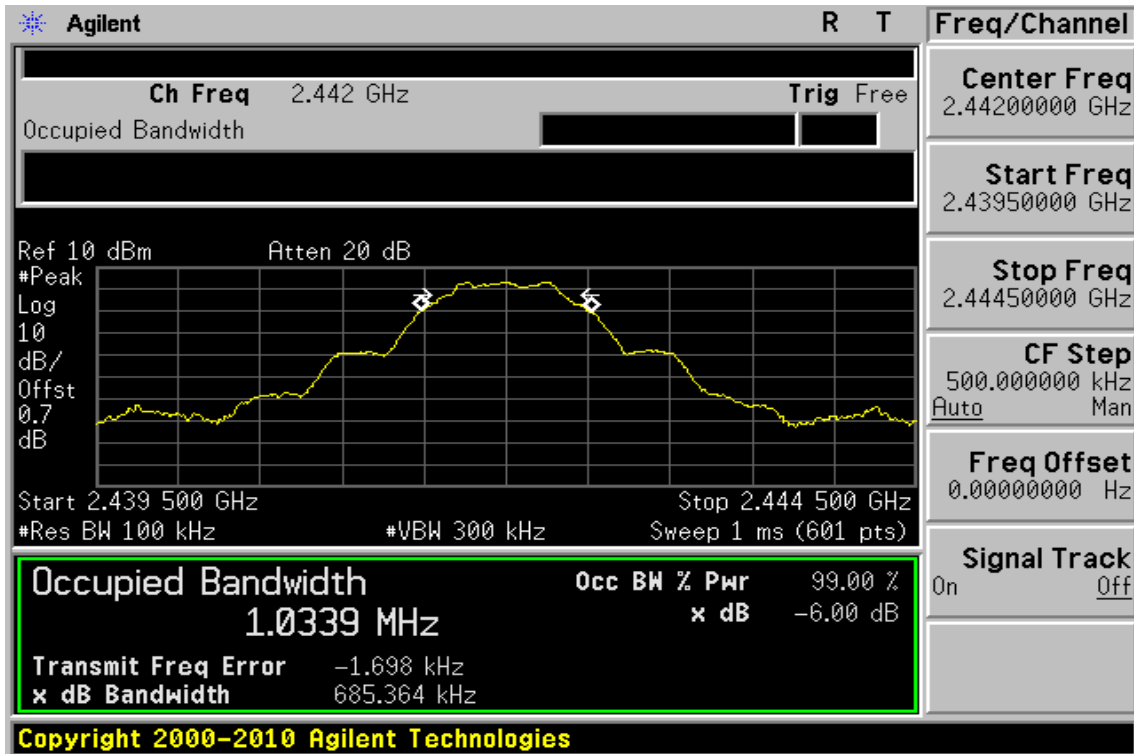 Agilent R T Freq/Channel
Ch Freq 2.442 GHz Trig Free
Occupied Bandwidth
Center Freq
2.44200000 GHz
Start Freq
2.43950000 GHz
Stop Freq
2.44450000 GHz
CF Step
500.000000 kHz
Auto Man
Freq Offset
0.00000000 Hz
Signal Track
On Off
Ref 10 dBm Atten 20 dB
#Peak
Log
10
dB/
Offst
0.7
dB
Start 2.439 500 GHz Stop 2.444 500 GHz
#Res BW 100 kHz #VBW 300 kHz Sweep 1 ms (601 pts)
Occupied Bandwidth Occ BW % Pwr 99.00 %
1.0339 MHz x dB -6.00 dB
Transmit Freq Error -1.698 kHz
x dB Bandwidth 685.364 kHz
Copyright 2000-2010 Agilent Technologies